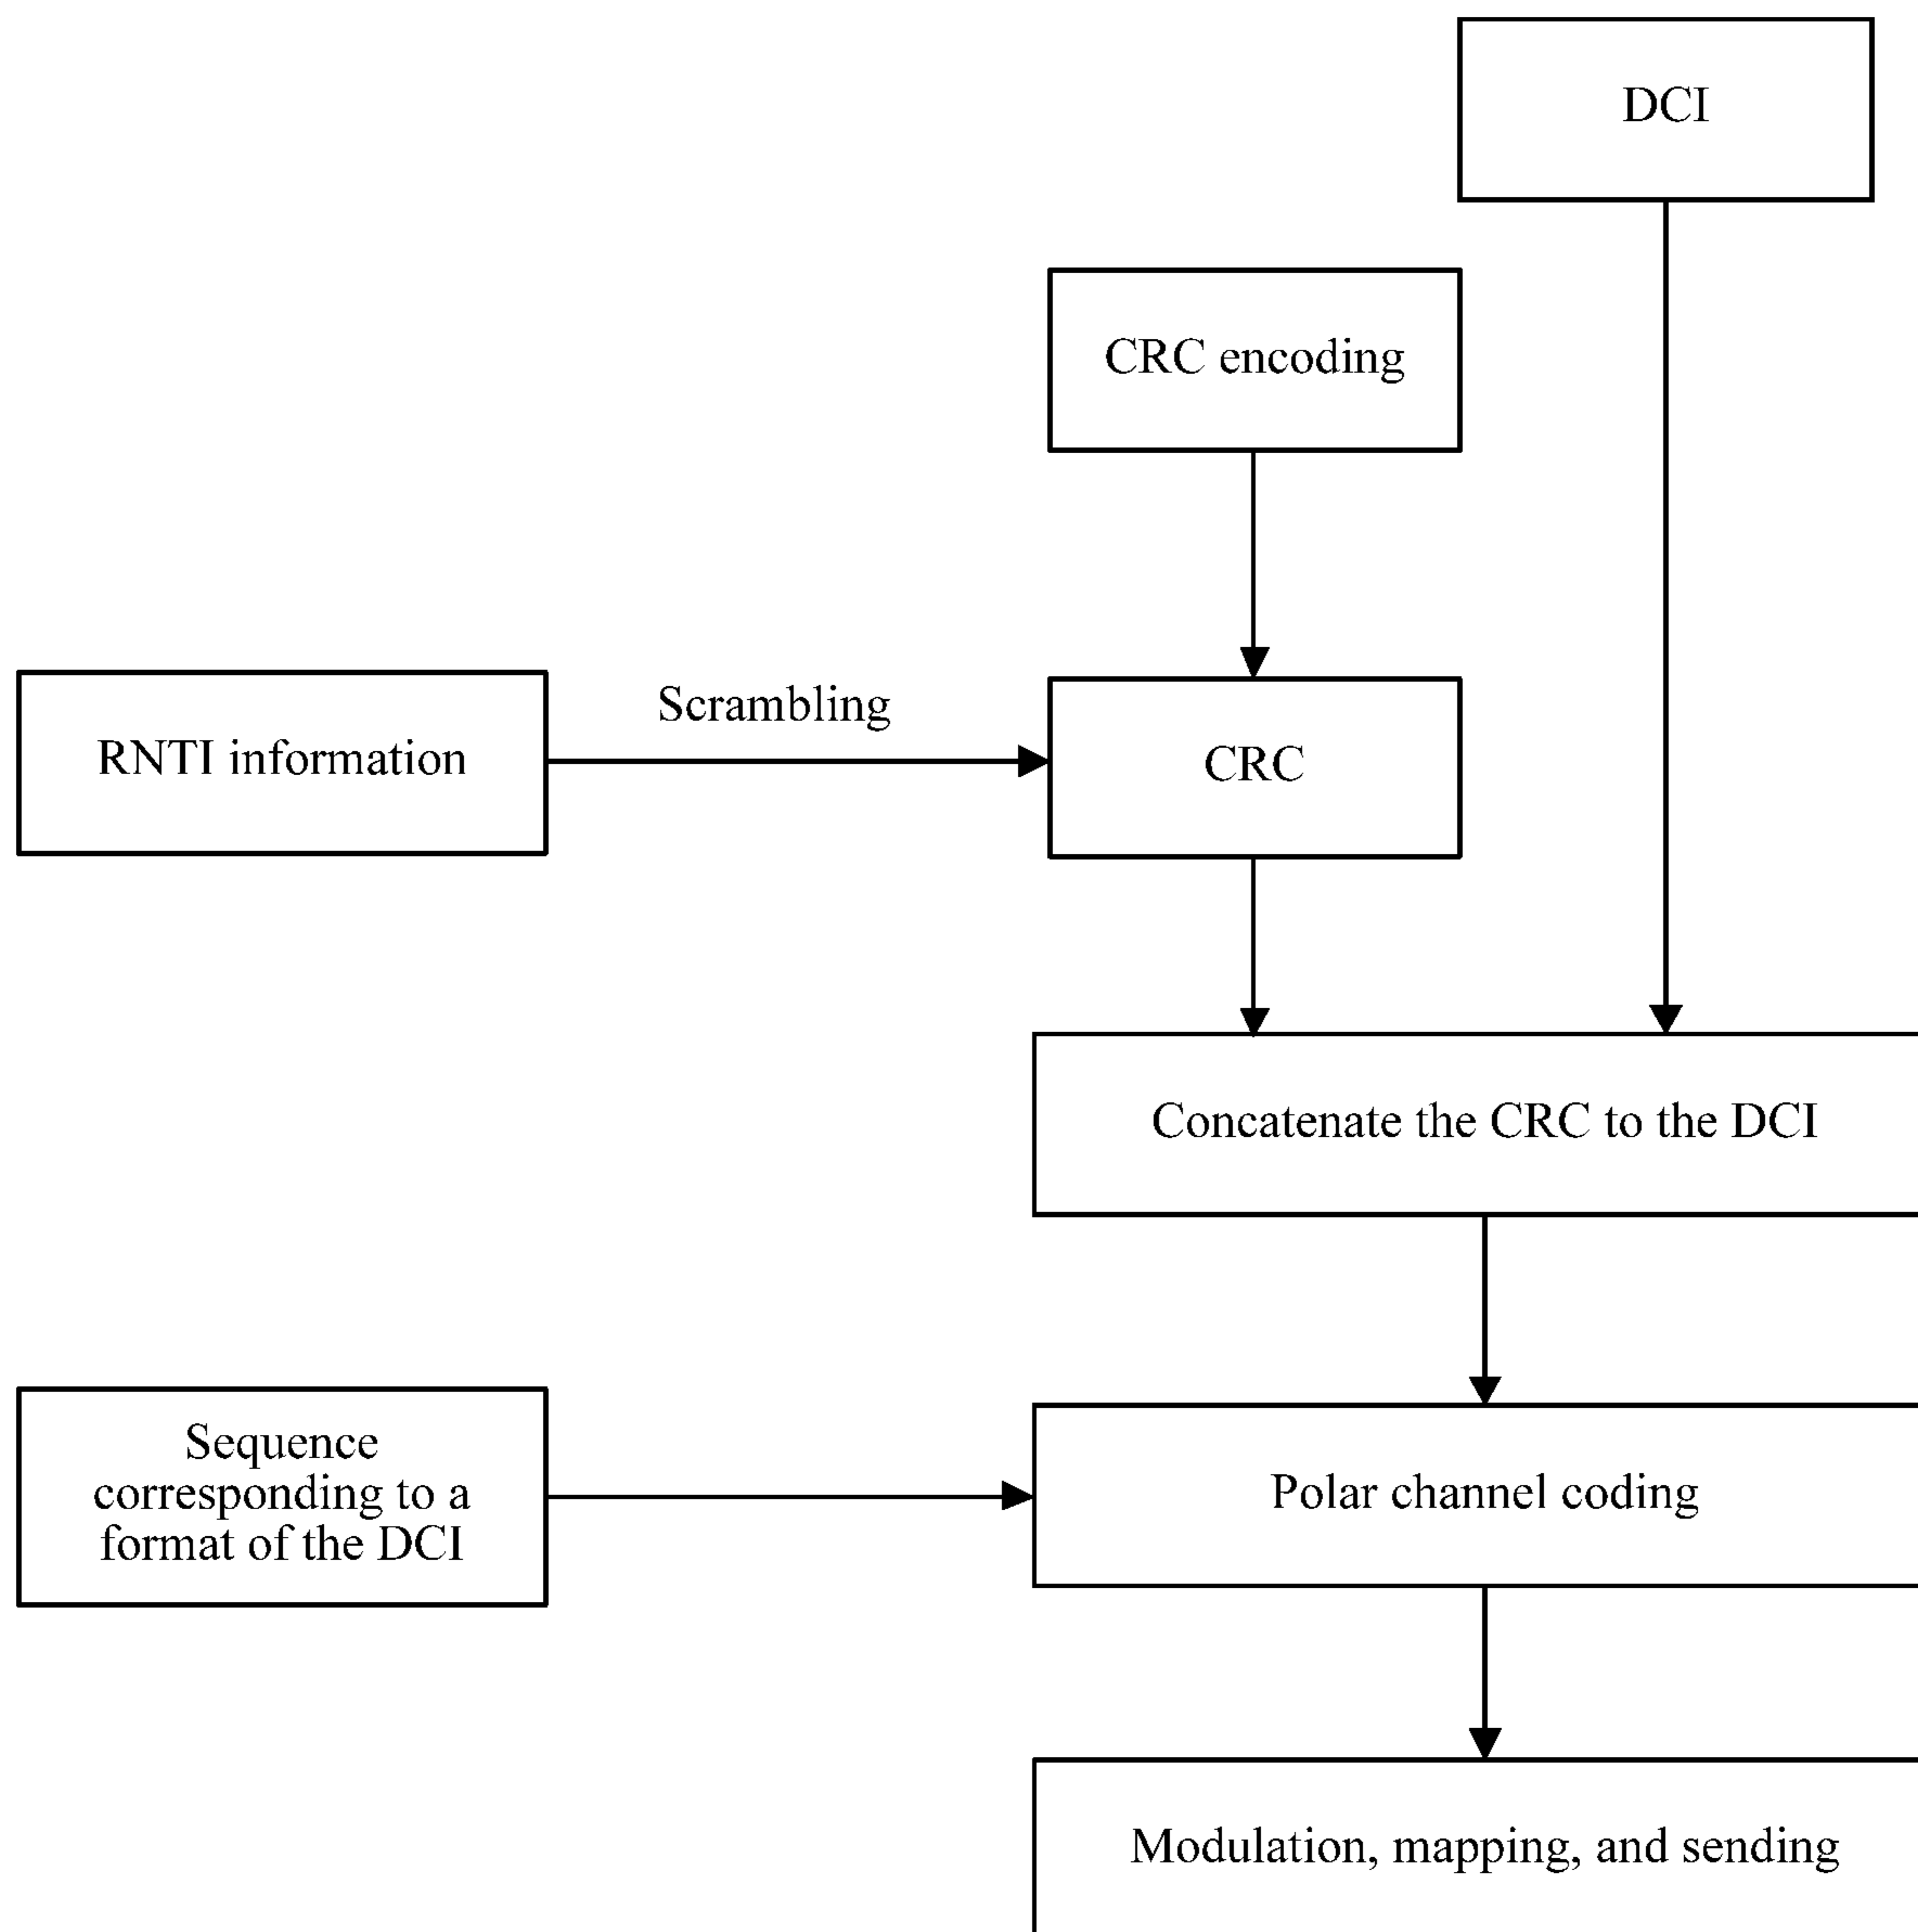 DCI
CRC encoding
Scrambling
RNTI information
CRC
Concatenate the CRC to the DCI
Sequence
corresponding to a
format of the DCI
Polar channel coding
Modulation, mapping, and sending